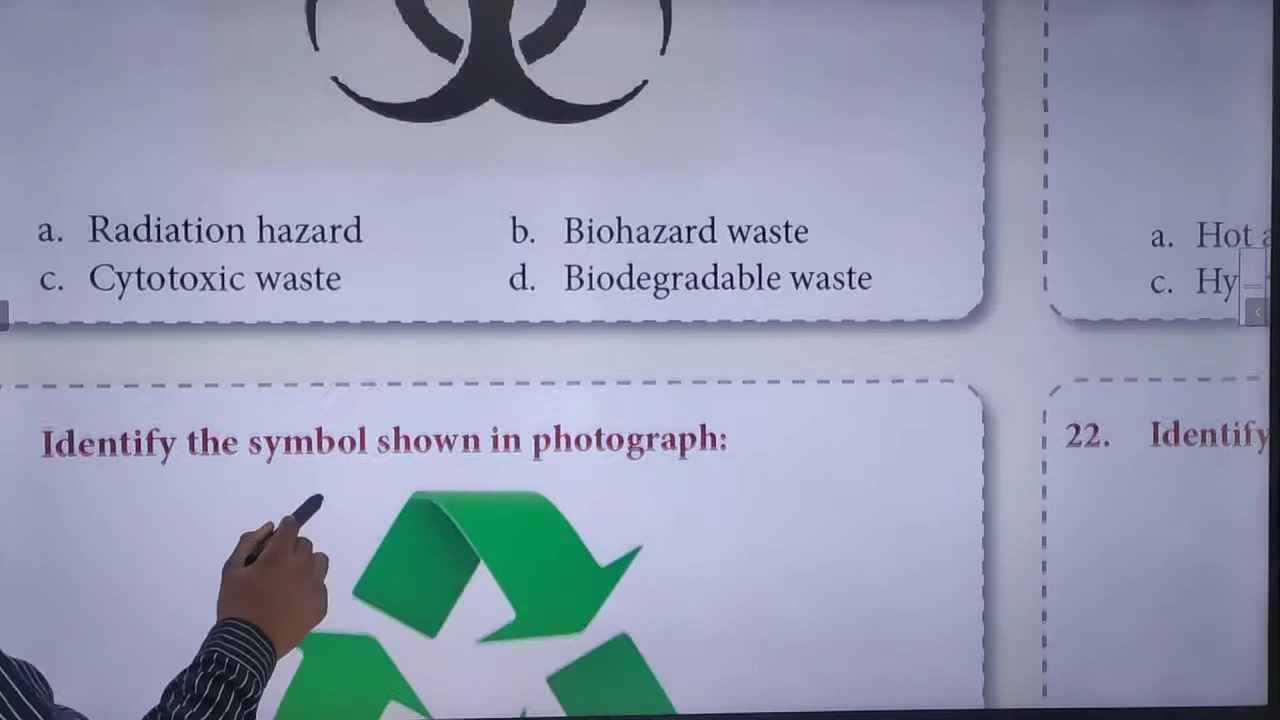 a. Radiation hazard b. Biohazard waste
c. Cytotoxic waste d. Biodegradable waste
a. Hot
c. Hy
Identify the symbol shown in photograph:
22. Identify